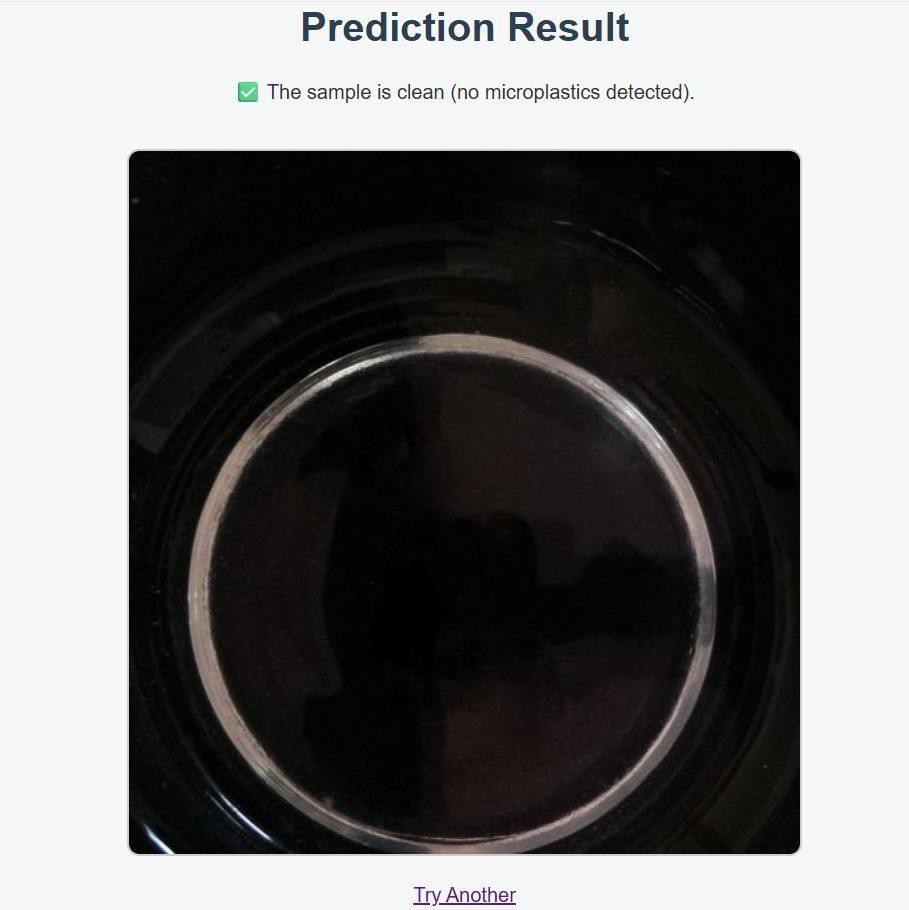 Prediction Result
✅ The sample is clean (no microplastics detected).
Try Another